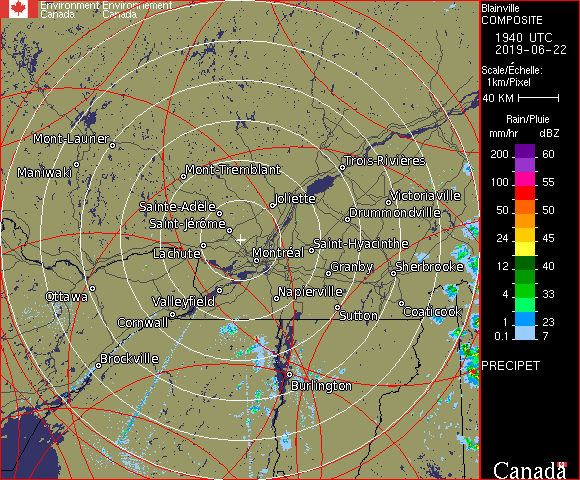 Environment Environnement
Canada Canada
Blainville
COMPOSITE
1940 UTC
2019-06-22
Scale/Échelle:
1km/Pixel
40 KM
Rain/Pluie
mm/hr dBZ
200 60
100 55
50 50
24 45
12 40
4 33
1 23
0.1 7
PRECIPET
Canada
Mont-Laurier
Maniwaki
Mont-Tremblant
Trois-Rivières
Joliette
Victoriaville
Sainte-Adèle
Drummondville
Saint-Jérôme
Saint-Hyacinthe
Lachute
Montréal
Granby
Sherbrooke
Ottawa
Valleyfield
Napierville
Cornwall
Sutton
Coaticook
Brockville
Burlington